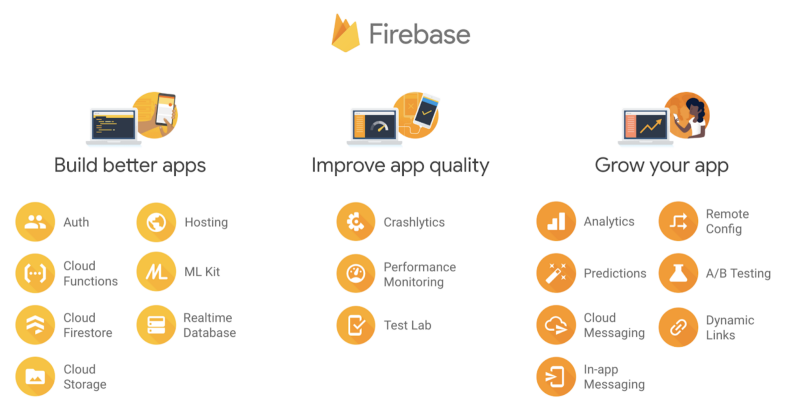 Firebase
Build better apps
Auth
Hosting
Cloud
Functions
ML Kit
Cloud
Firestore
Realtime
Database
Cloud
Storage
Improve app quality
Crashlytics
Performance
Monitoring
Test Lab
Grow your app
Analytics
Remote
Config
Predictions
A/B Testing
Cloud
Messaging
Dynamic
Links
In-app
Messaging